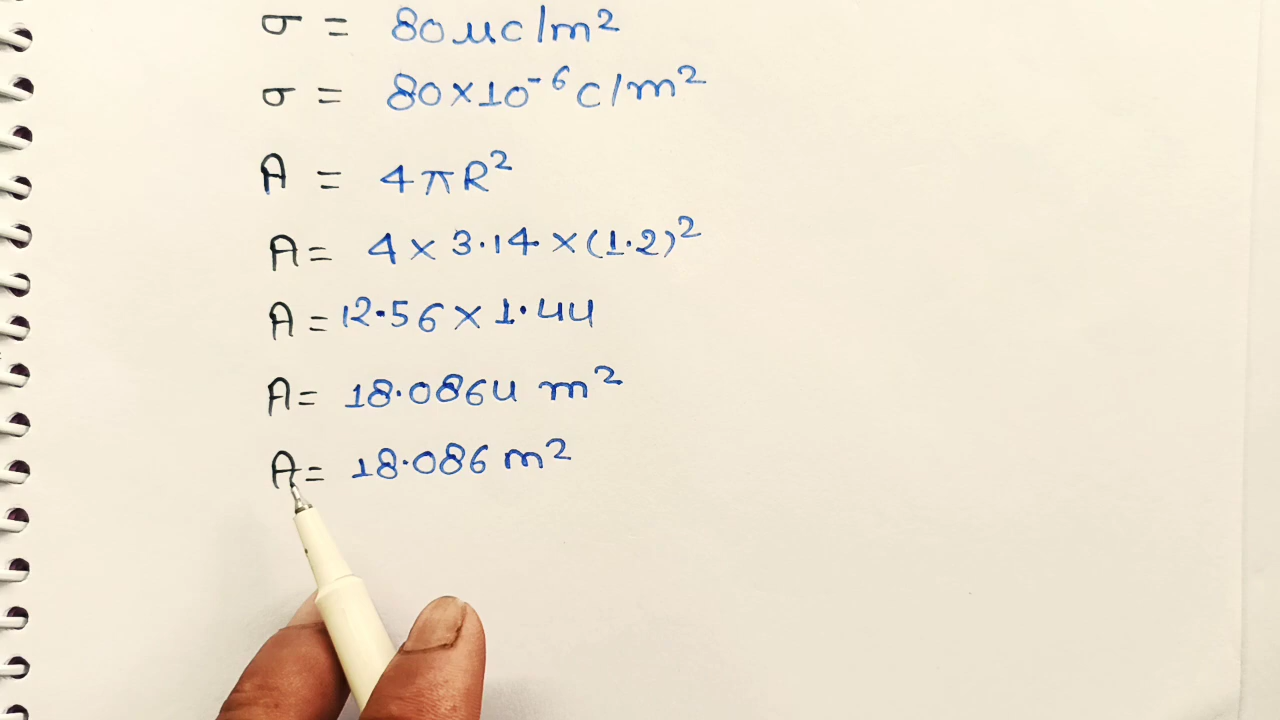 σ = 80 μc/m²
σ = 80×10⁻⁶ C/m²
A = 4πR²
A = 4 × 3.14 × (1.2)²
A = 12.56 × 1.44
A = 18.0864 m²
A = 18.086 m²